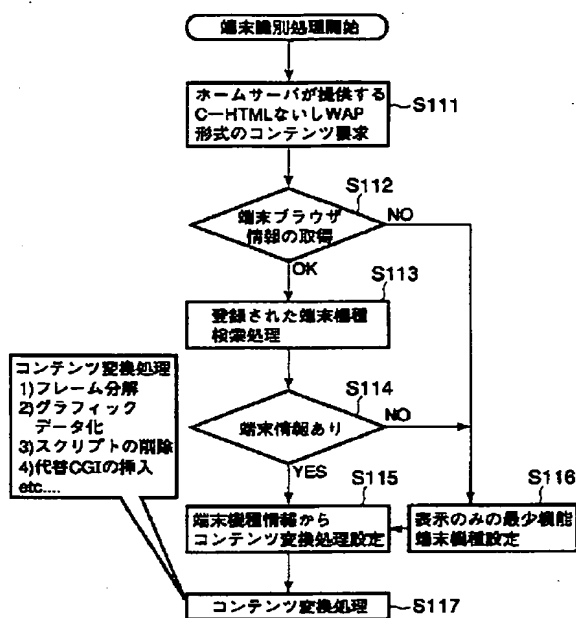 端末識別処理開始
ホームサーバが提供する
C－HTMLないしWAP
形式のコンテンツ要求
S111
S112
端末ブラウザ
情報の取得
NO
OK
S113
登録された端末機種
検索処理
コンテンツ変換処理
1)フレーム分解
2)グラフィック
データ化
3)スクリプトの削除
4)代替CGIの挿入
etc....
S114
端末情報あり
NO
YES
S115
端末機種情報から
コンテンツ変換処理設定
S116
表示のみの最少機能
端末機種設定
コンテンツ変換処理
S117